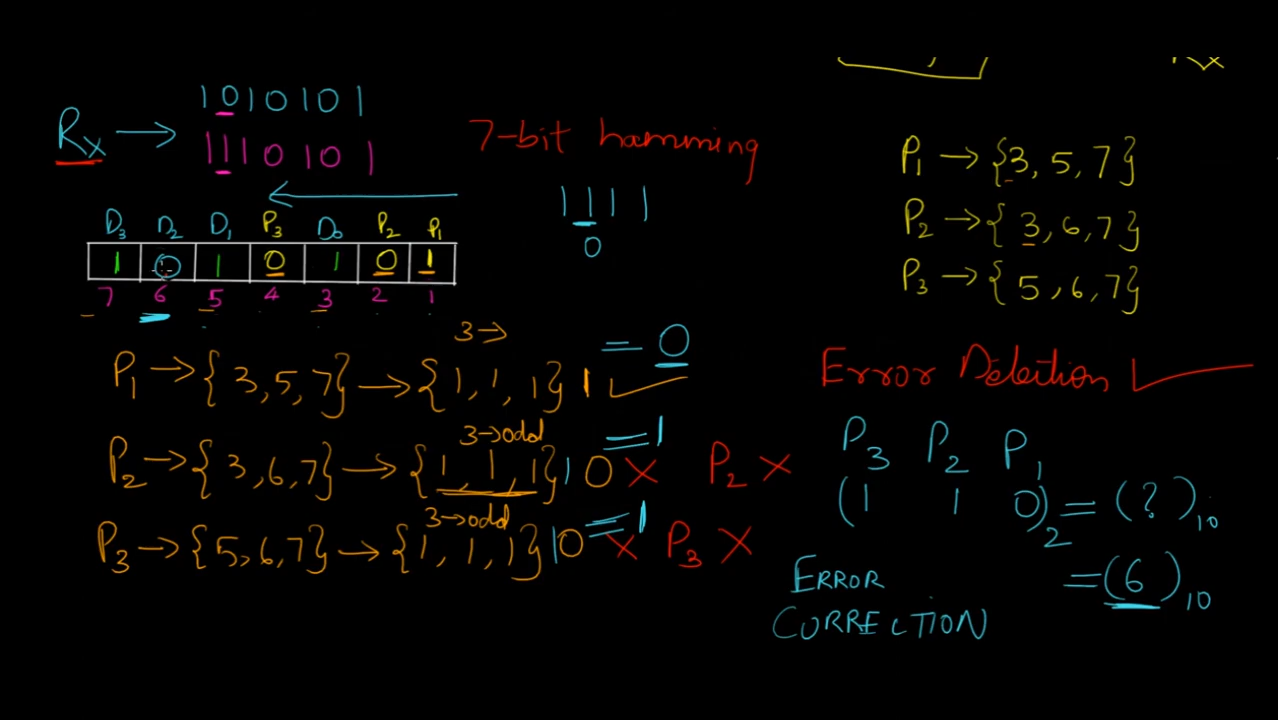 1010101
Rx → 1110101
7-bit hamming
1111
0
D3 D2 D1 P3 D0 P2 P1
1 0 1 0 1 0 1
7 6 5 4 3 2 1
P1 → {3, 5, 7}
P2 → {3, 6, 7}
P3 → {5, 6, 7}
3→
P1 → {3, 5, 7} → {1, 1, 1} 1 ✓ = 0
3→odd
P2 → {3, 6, 7} → {1, 1, 1} 1 0 × = 1 P2 ×
3→odd
P3 → {5, 6, 7} → {1, 1, 1} 1 0 × = 1 P3 ×
Error Detection ✓
P3 P2 P1
(1 1 0)2 = (?)10
= (6)10
ERROR
CORRECTION